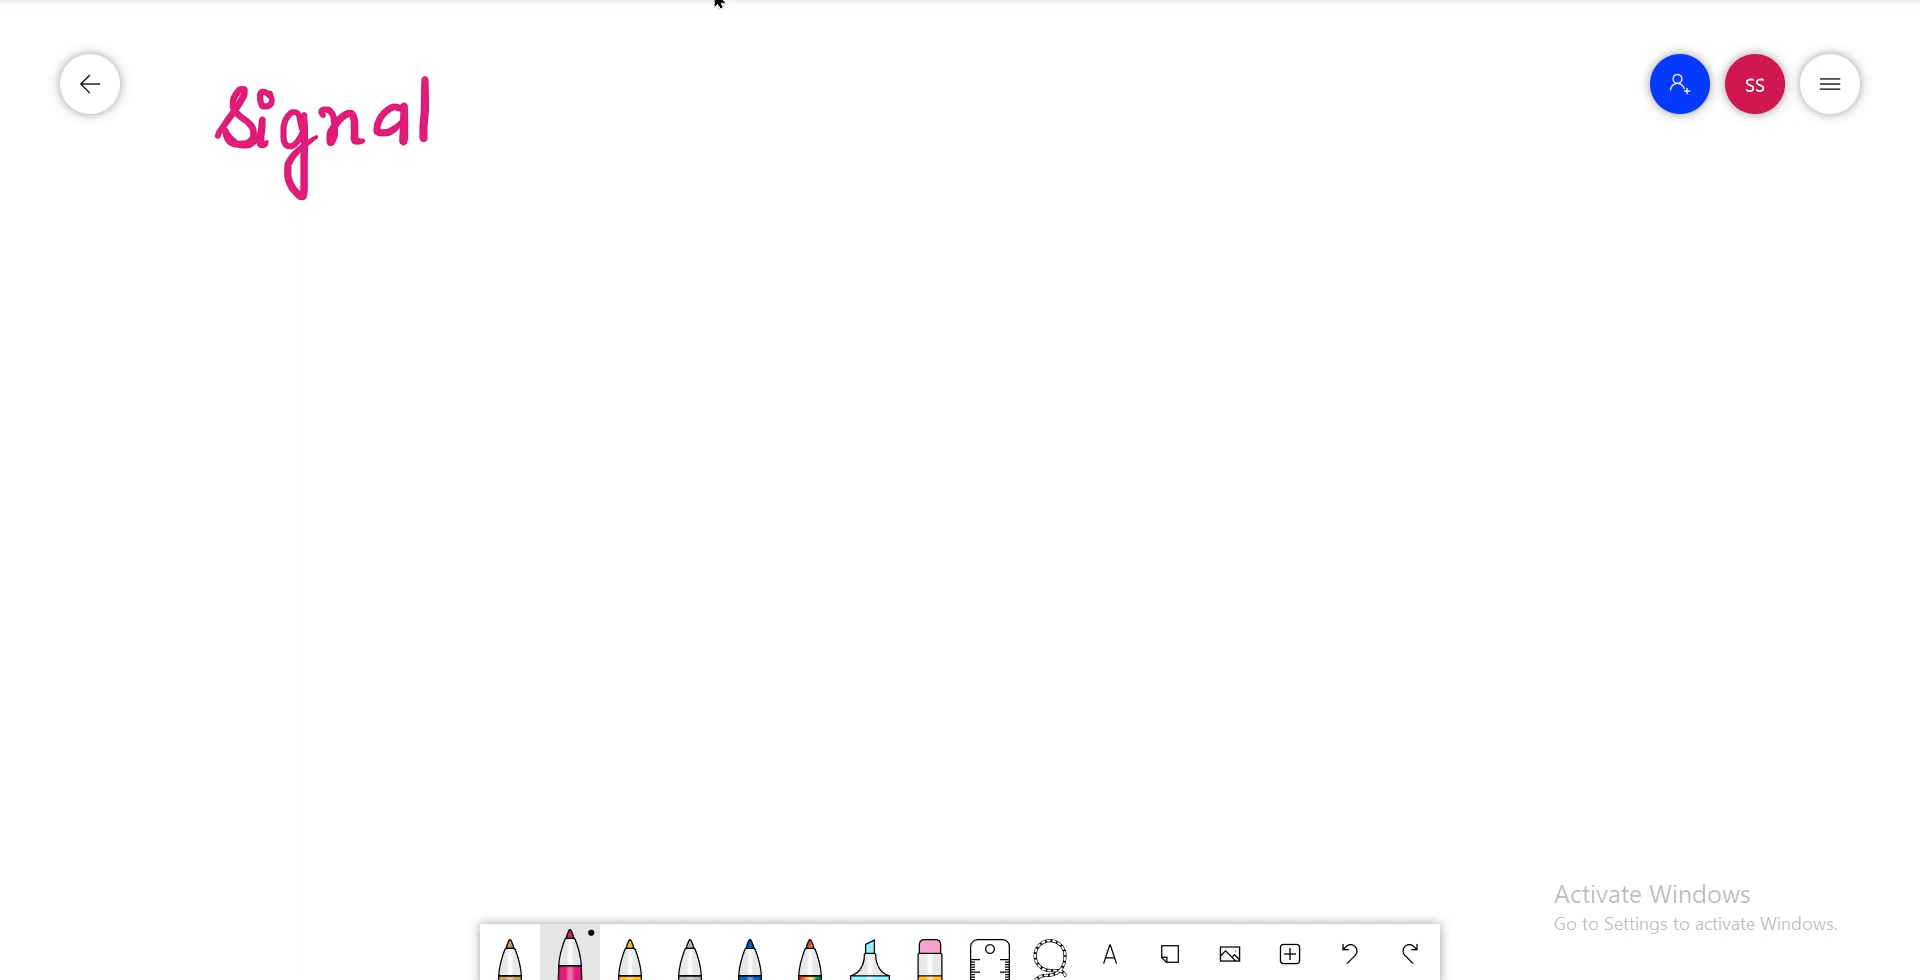 Signal
SS
Activate Windows
Go to Settings to activate Windows.
A